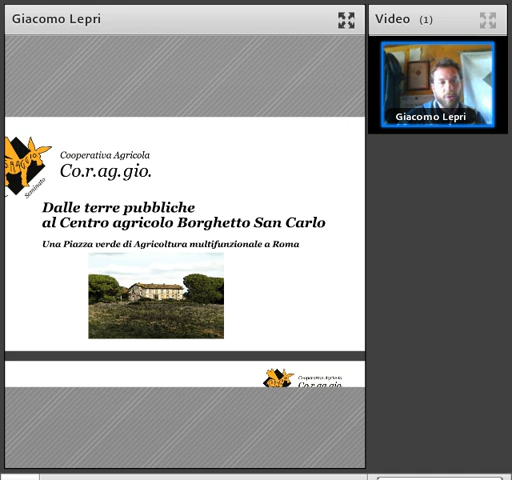 Giacomo Lepri
Video (1)
Giacomo Lepri
Cooperativa Agricola
Co.r.ag.gio.
Seminato
Dalle terre pubbliche
al Centro agricolo Borghetto San Carlo
Una Piazza verde di Agricoltura multifunzionale a Roma
Cooperativa Agricola
Co.r.ag.gio.